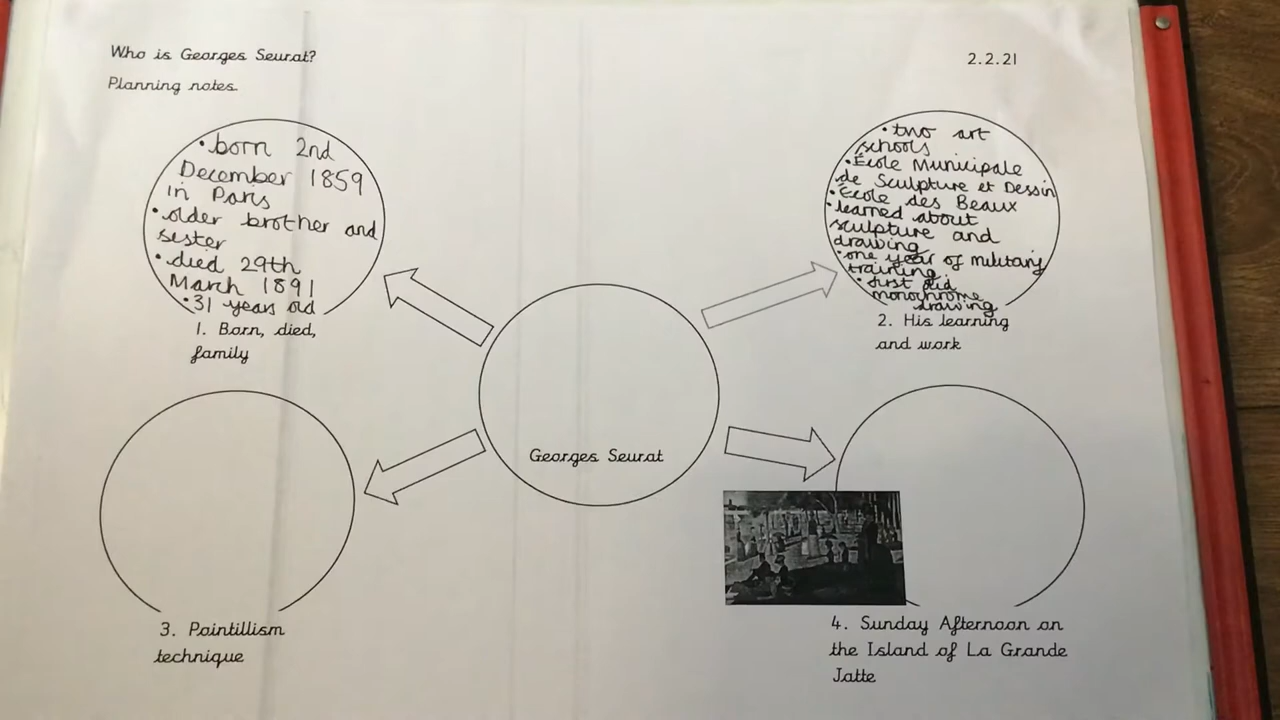 Who is Georges Seurat?
2.2.21
Planning notes.
• born 2nd
December 1859
in Paris
• older brother and
sister
• died 29th
March 1891
• 31 years old
1. Born, died,
family
• two art
schools
• École Municipale
de Sculpture et Dessin
• École des Beaux
• learned about
sculpture and
drawing
• one year of military
training
• first did
monochrome
drawing
2. His learning
and work
Georges Seurat
3. Pointillism
technique
4. Sunday Afternoon on
the Island of La Grande
Jatte